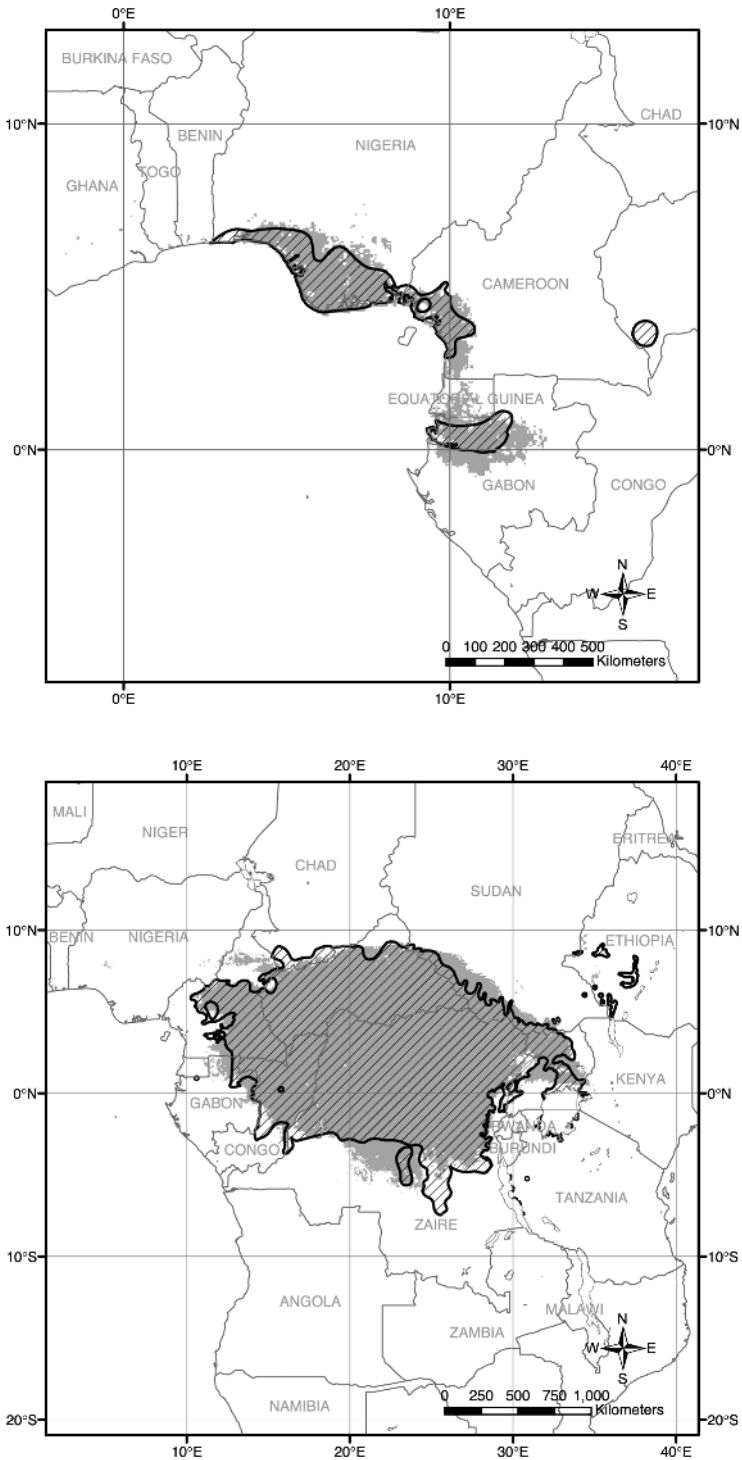 0°E 10°E
BURKINA FASO
10°N 10°N
CHAD
BENIN
NIGERIA
TOGO
GHANA
CAMEROON
EQUATORIAL GUINEA
0°N 0°N
GABON CONGO
N
W E
S
0 100 200 300 400 500
Kilometers
0°E 10°E
10°E 20°E 30°E 40°E
MALI
NIGER
ERITREA
CHAD
SUDAN
10°N 10°N
BENIN NIGERIA ETHIOPIA
0°N 0°N
KENYA
GABON
RWANDA
CONGO BURUNDI
TANZANIA
ZAIRE
10°S 10°S
ANGOLA MALAWI
N
ZAMBIA
W E
S
0 250 500 750 1,000
Kilometers
NAMIBIA
20°S 20°S
10°E 20°E 30°E 40°E